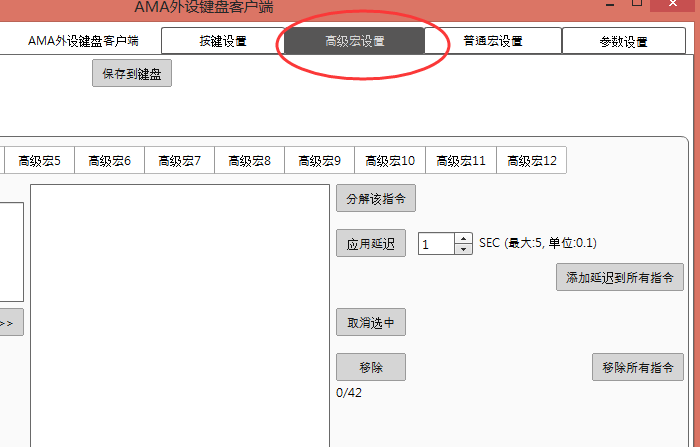 AMA外设键盘客户端
AMA外设键盘客户端 按键设置 高级宏设置 普通宏设置 参数设置
保存到键盘
高级宏5 高级宏6 高级宏7 高级宏8 高级宏9 高级宏10 高级宏11 高级宏12
分解该指令
应用延迟 1 SEC (最大:5, 单位:0.1)
添加延迟到所有指令
>> 取消选中
移除 移除所有指令
0/42